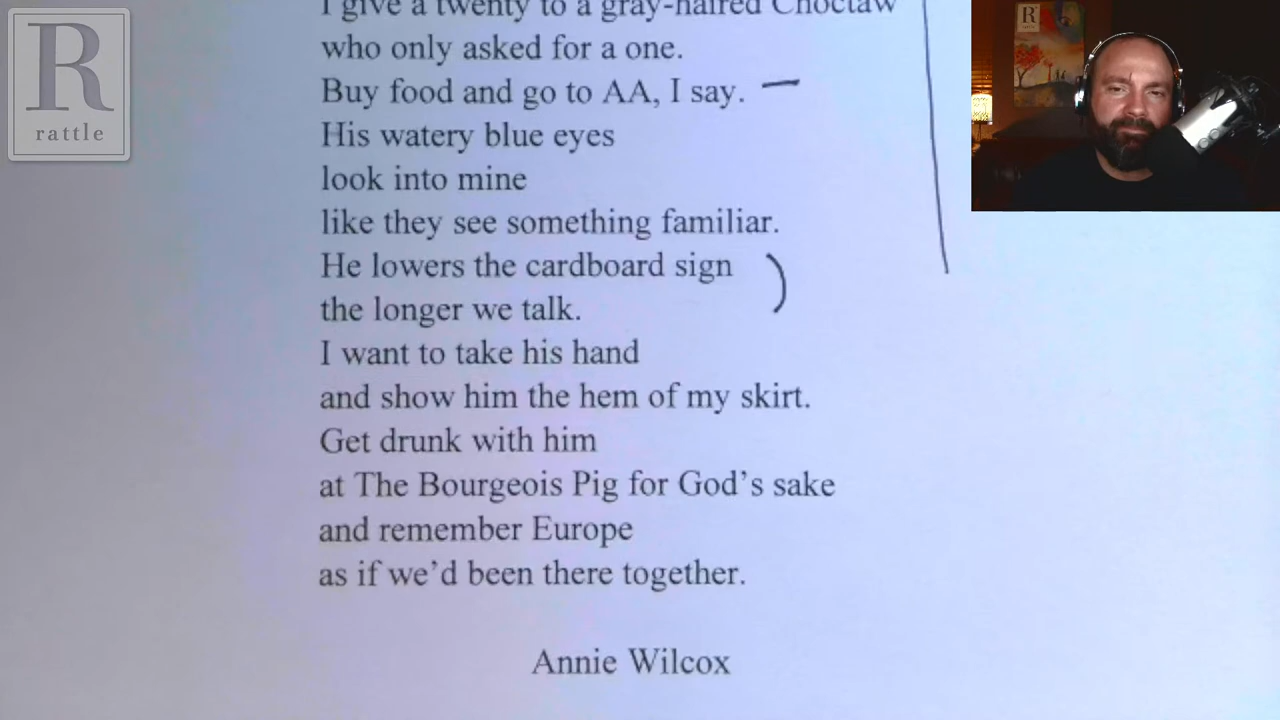 R
rattle
I give a twenty to a gray-haired Choctaw
who only asked for a one.
Buy food and go to AA, I say.
His watery blue eyes
look into mine
like they see something familiar.
He lowers the cardboard sign
the longer we talk.
I want to take his hand
and show him the hem of my skirt.
Get drunk with him
at The Bourgeois Pig for God’s sake
and remember Europe
as if we’d been there together.
Annie Wilcox
R